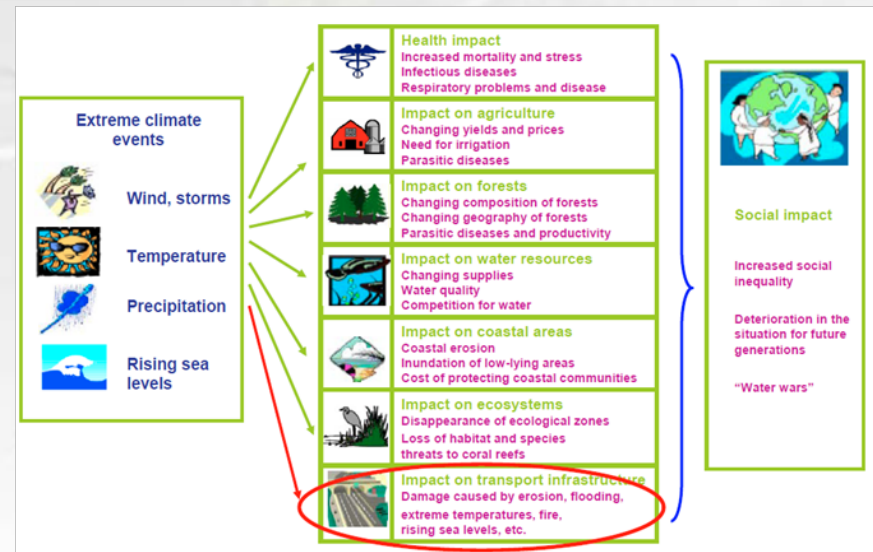 Extreme climate
events
Wind, storms
Temperature
Precipitation
Rising sea
levels
Health impact
Increased mortality and stress
Infectious diseases
Respiratory problems and disease
Impact on agriculture
Changing yields and prices
Need for irrigation
Parasitic diseases
Impact on forests
Changing composition of forests
Changing geography of forests
Parasitic diseases and productivity
Impact on water resources
Changing supplies
Water quality
Competition for water
Impact on coastal areas
Coastal erosion
Inundation of low-lying areas
Cost of protecting coastal communities
Impact on ecosystems
Disappearance of ecological zones
Loss of habitat and species
threats to coral reefs
Impact on transport infrastructure
Damage caused by erosion, flooding,
extreme temperatures, fire,
rising sea levels, etc.
Social impact
Increased social
inequality
Deterioration in the
situation for future
generations
“Water wars”